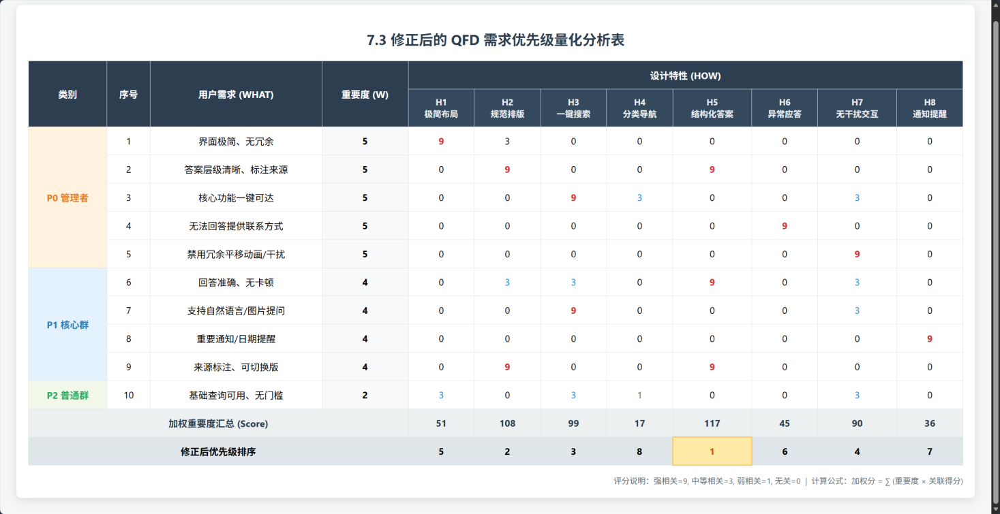 7.3 修正后的 QFD 需求优先级量化分析表
类别 序号 用户需求 (WHAT) 重要度 (W) 设计特性 (HOW)
H1 H2 H3 H4 H5 H6 H7 H8
极简布局 规范排版 一键搜索 分类导航 结构化答案 异常应答 无干扰交互 通知提醒
P0 管理者
1 界面极简、无冗余 5 9 3 0 0 0 0 0 0
2 答案层级清晰、标注来源 5 0 9 0 0 9 0 0 0
3 核心功能一键可达 5 0 0 9 3 0 0 3 0
4 无法回答提供联系方式 5 0 0 0 0 0 9 0 0
5 禁用冗余平移动画/干扰 5 0 0 0 0 0 0 9 0
P1 核心群
6 回答准确、无卡顿 4 0 3 3 0 9 0 3 0
7 支持自然语言/图片提问 4 0 0 9 0 0 0 3 0
8 重要通知/日期提醒 4 0 0 0 0 0 0 0 9
9 来源标注、可切换版 4 0 9 0 0 9 0 0 0
P2 普通群
10 基础查询可用、无门槛 2 3 0 3 1 0 0 3 0
加权重要度汇总 (Score) 51 108 99 17 117 45 90 36
修正后优先级排序 5 2 3 8 1 6 4 7
评分说明：强相关=9, 中等相关=3, 弱相关=1, 无关=0 | 计算公式：加权分 = ∑ (重要度 × 关联得分)